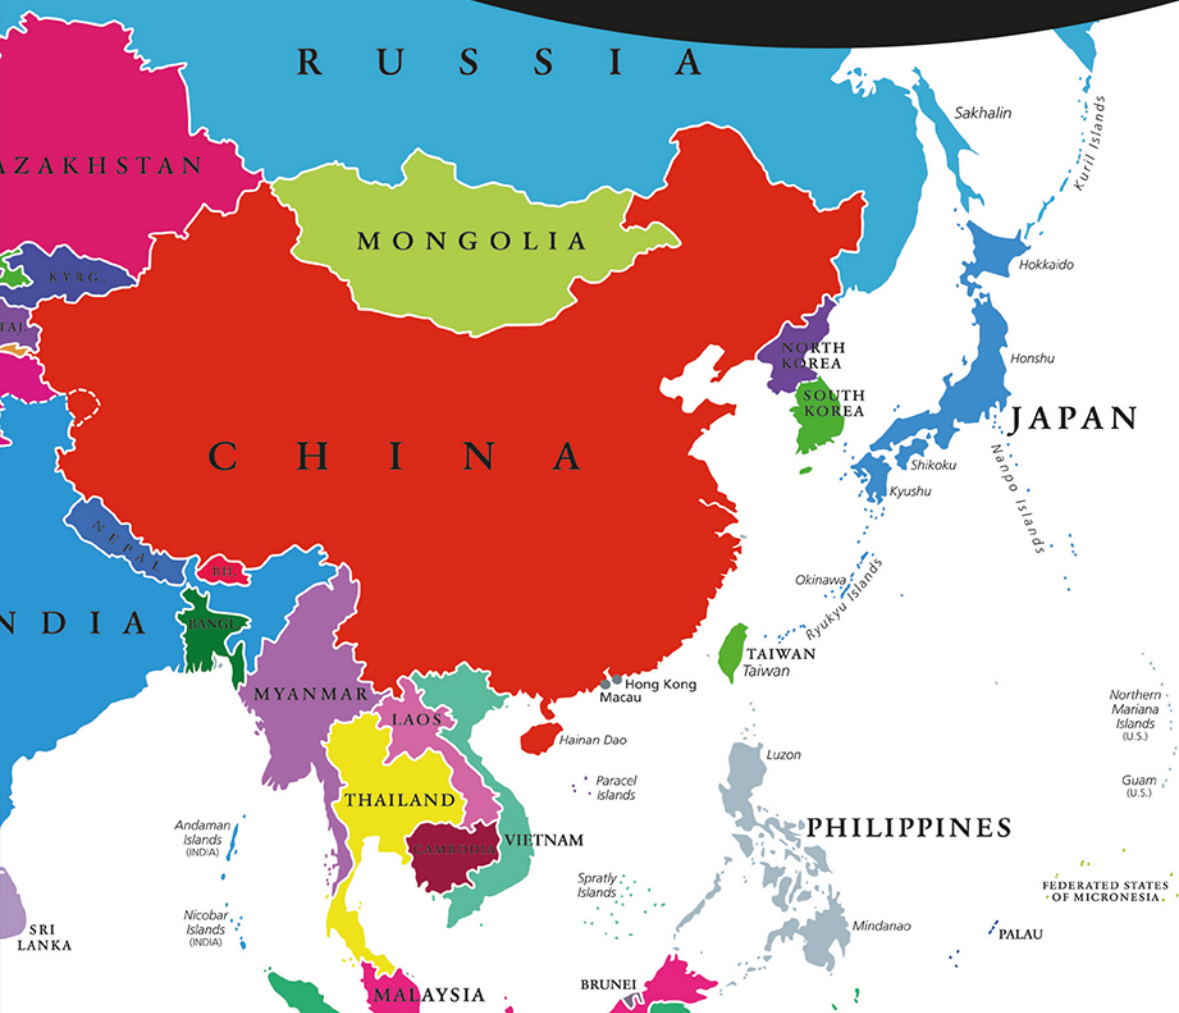 RUSSIA
Sakhalin
Kuril Islands
AZAKHSTAN
MONGOLIA
KYRG.
Hokkaido
TAJ.
NORTH
KOREA
Honshu
SOUTH
KOREA
JAPAN
CHINA
Shikoku
Kyushu
Nanpo Islands
NEPAL
BH.
Okinawa
Ryukyu Islands
NDIA
BANGL.
TAIWAN
Taiwan
Hong Kong
Macau
MYANMAR
LAOS
Hainan Dao
Northern
Mariana
Islands
(U.S.)
Luzon
Paracel
Islands
Guam
(U.S.)
THAILAND
Andaman
Islands
(INDIA)
CAMBODIA
VIETNAM
PHILIPPINES
Spratly
Islands
FEDERATED STATES
OF MICRONESIA
Nicobar
Islands
(INDIA)
SRI
LANKA
Mindanao
PALAU
BRUNEI
MALAYSIA